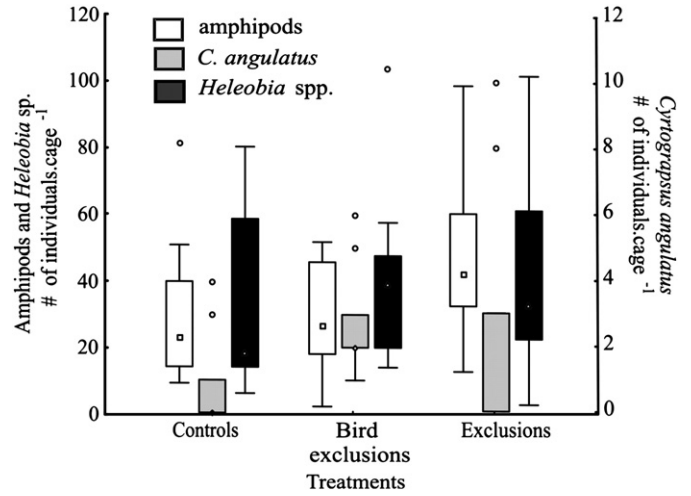 120
100
80
60
40
20
0
12
10
8
6
4
2
0
amphipods
C. angulatus
Heleobia spp.
Amphipods and Heleobia sp.
# of individuals.cage -1
Cyrtograpsus angulatus
# of individuals.cage -1
Controls
Bird
exclusions
Exclusions
Treatments